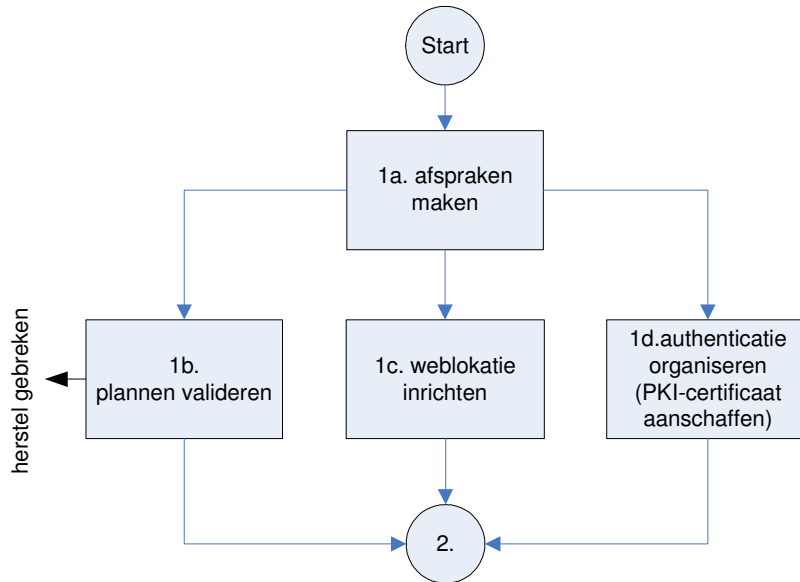 Start
1a. afspraken
maken
herstel gebreken
1b.
plannen valideren
1c. weblokatie
inrichten
1d.authenticatie
organiseren
(PKI-certificaat
aanschaffen)
2.